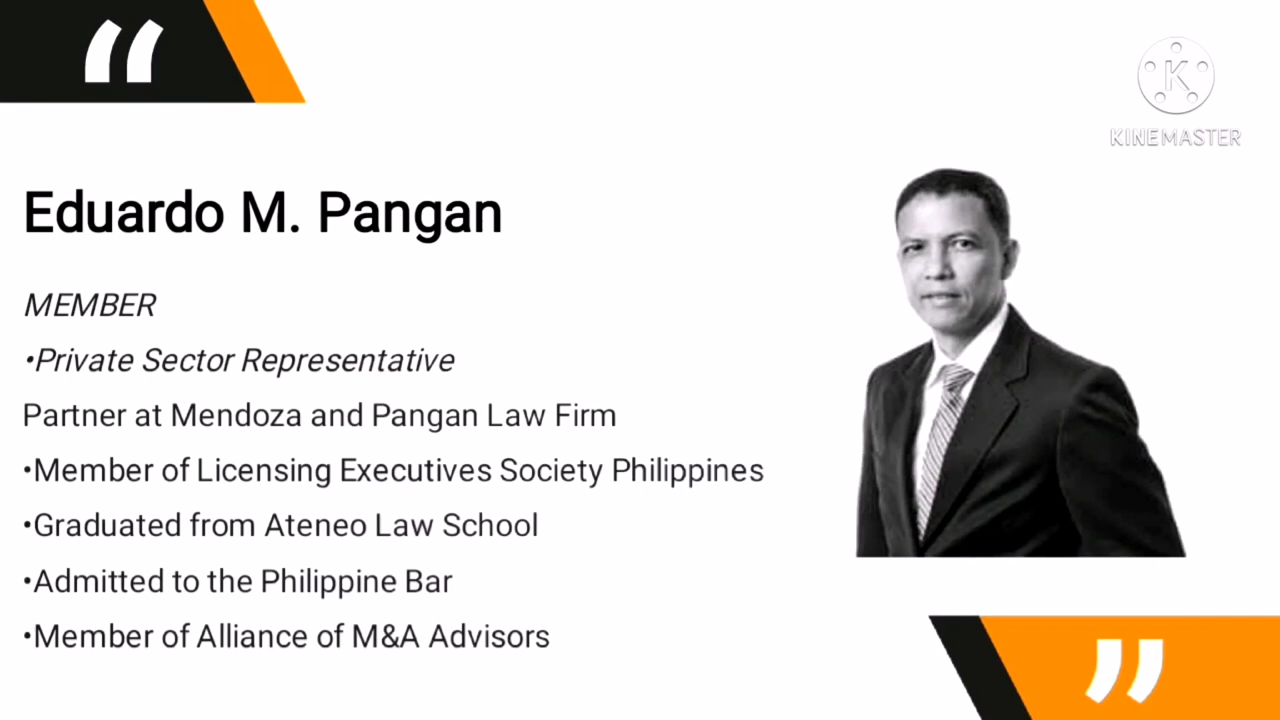 KINEMASTER
Eduardo M. Pangan
MEMBER
•Private Sector Representative
Partner at Mendoza and Pangan Law Firm
•Member of Licensing Executives Society Philippines
•Graduated from Ateneo Law School
•Admitted to the Philippine Bar
•Member of Alliance of M&A Advisors